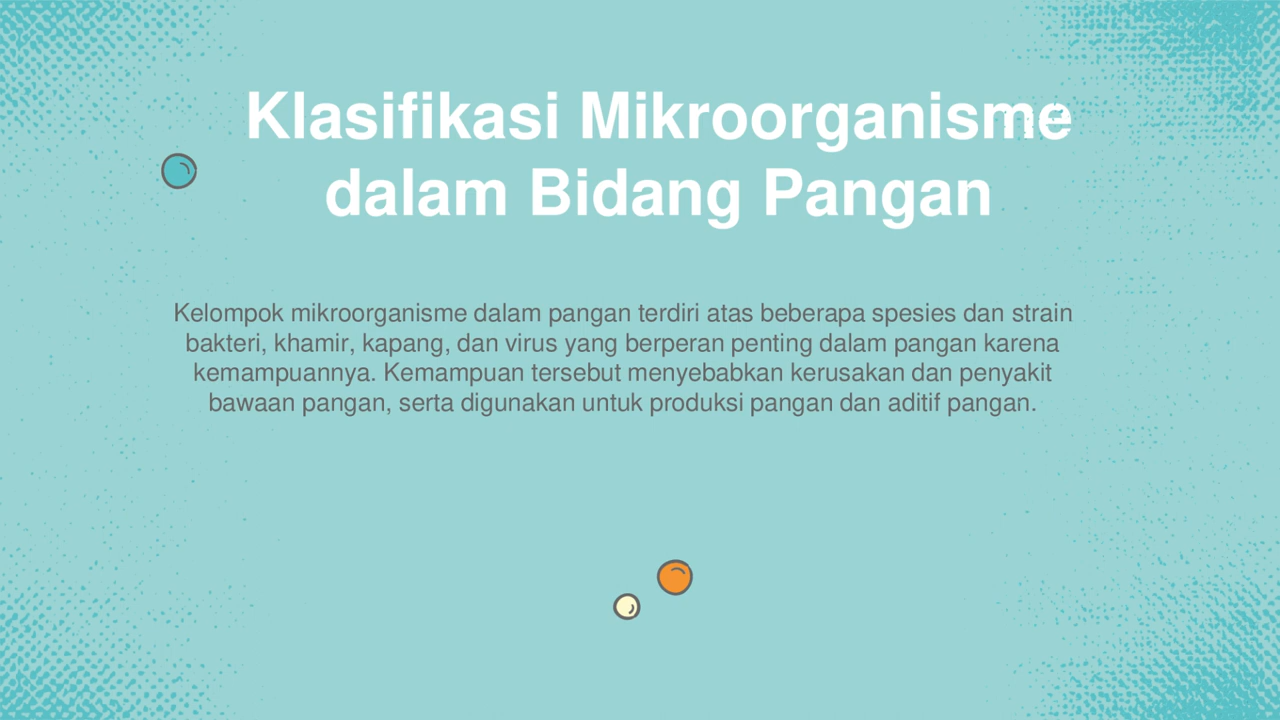 Klasifikasi Mikroorganisme
dalam Bidang Pangan
Kelompok mikroorganisme dalam pangan terdiri atas beberapa spesies dan strain
bakteri, khamir, kapang, dan virus yang berperan penting dalam pangan karena
kemampuannya. Kemampuan tersebut menyebabkan kerusakan dan penyakit
bawaan pangan, serta digunakan untuk produksi pangan dan aditif pangan.